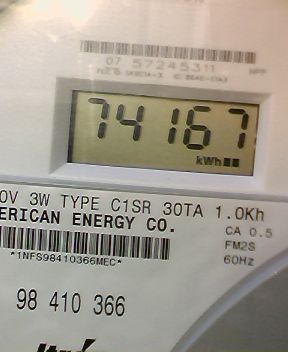 07 57245311
74167
kWh
0V 3W TYPE C1SR 30TA 1.0Kh
ERICAN ENERGY CO.
CA 0.5
FM2S
*1NFS98410366MEC*
60Hz
98 410 366